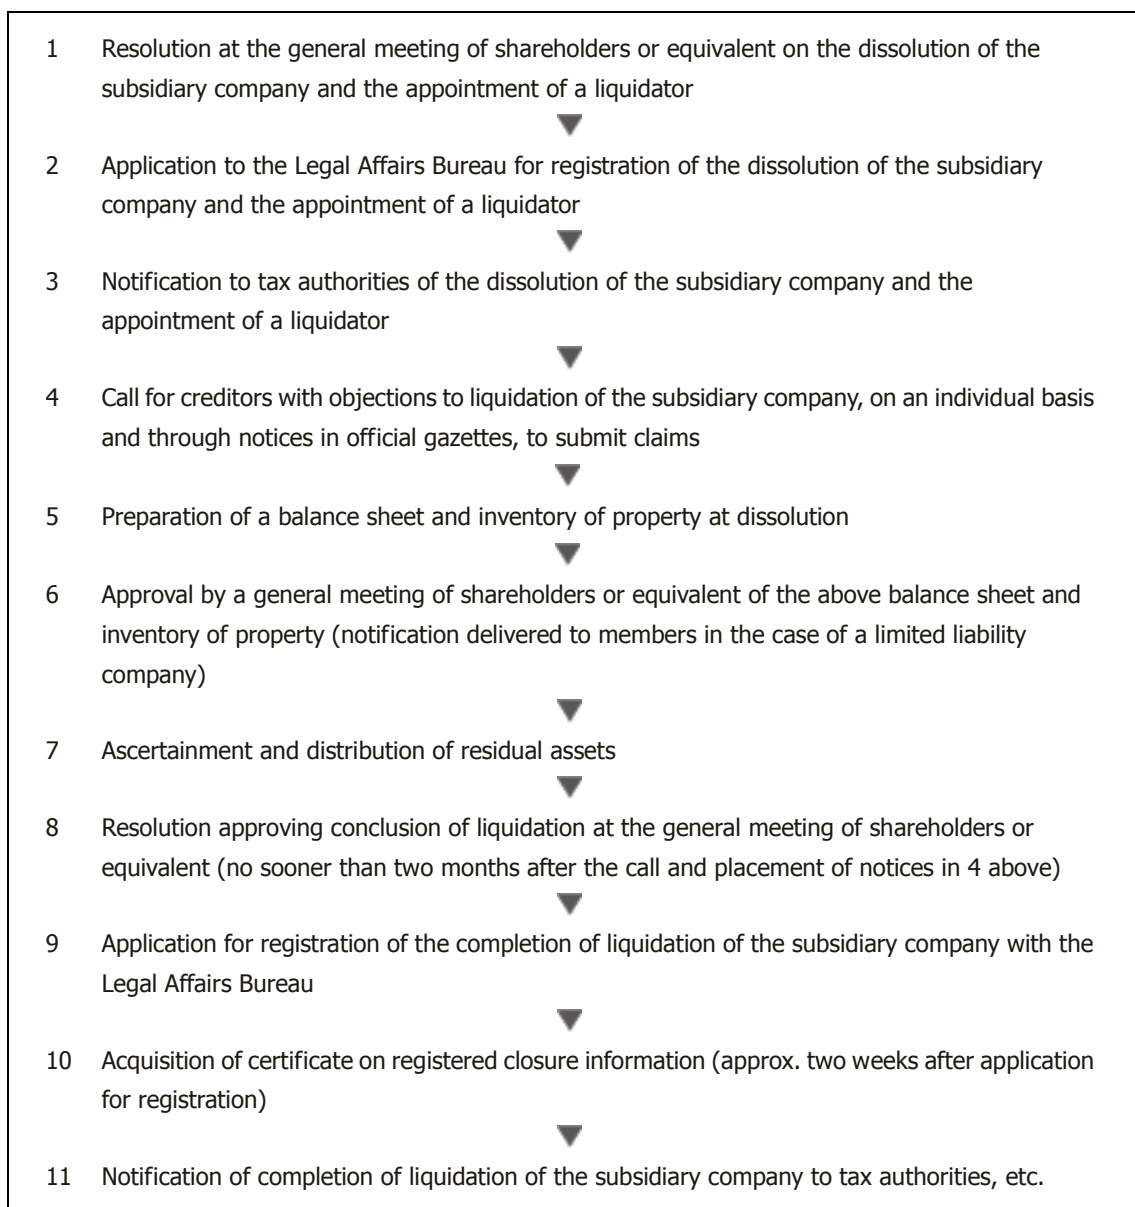 1 Resolution at the general meeting of shareholders or equivalent on the dissolution of the
subsidiary company and the appointment of a liquidator
2 Application to the Legal Affairs Bureau for registration of the dissolution of the subsidiary
company and the appointment of a liquidator
3 Notification to tax authorities of the dissolution of the subsidiary company and the
appointment of a liquidator
4 Call for creditors with objections to liquidation of the subsidiary company, on an individual basis
and through notices in official gazettes, to submit claims
5 Preparation of a balance sheet and inventory of property at dissolution
6 Approval by a general meeting of shareholders or equivalent of the above balance sheet and
inventory of property (notification delivered to members in the case of a limited liability
company)
7 Ascertainment and distribution of residual assets
8 Resolution approving conclusion of liquidation at the general meeting of shareholders or
equivalent (no sooner than two months after the call and placement of notices in 4 above)
9 Application for registration of the completion of liquidation of the subsidiary company with the
Legal Affairs Bureau
10 Acquisition of certificate on registered closure information (approx. two weeks after application
for registration)
11 Notification of completion of liquidation of the subsidiary company to tax authorities, etc.